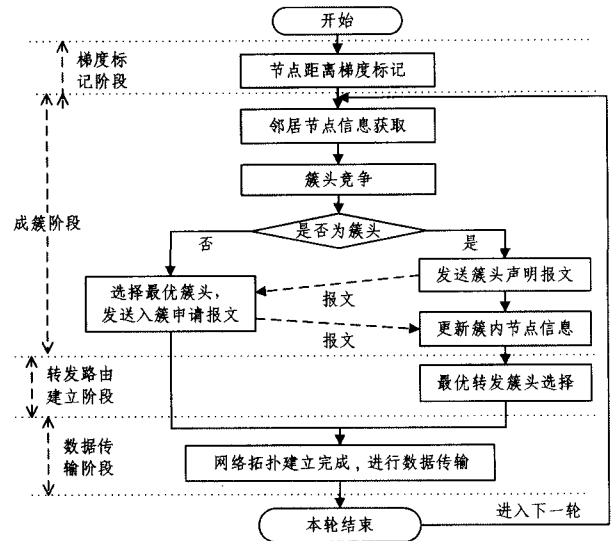 开始
梯度标
记阶段
节点距离梯度标记
邻居节点信息获取
簇头竞争
成簇阶段
是否为簇头
否
是
选择最优簇头，
发送入簇申请报文
报文
报文
发送簇头声明报文
更新簇内节点信息
转发路由
建立阶段
最优转发簇头选择
数据传
输阶段
网络拓扑建立完成，进行数据传输
本轮结束
进入下一轮